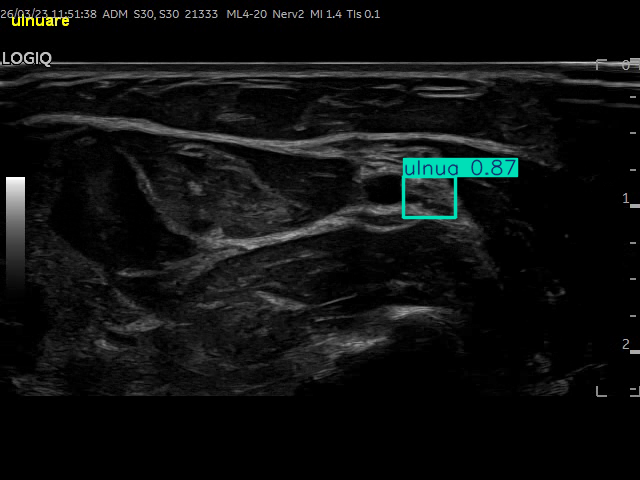 26/03/23 11:51:38 ADM S30, S30 21333 ML4-20 Nerv2 MI 1.4 TIs 0.1
ulnuare
LOGIQ
0
ulnua 0.87
1
2